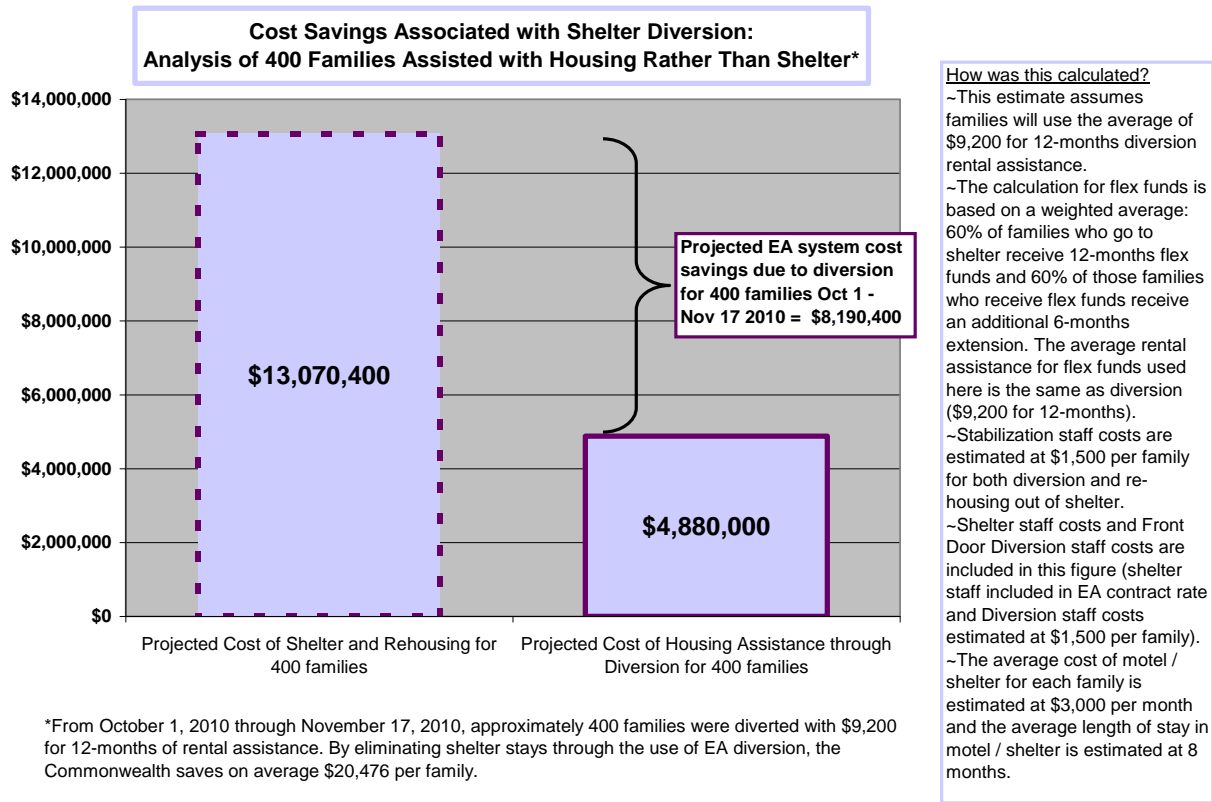 Cost Savings Associated with Shelter Diversion:
Analysis of 400 Families Assisted with Housing Rather Than Shelter*
$14,000,000
$12,000,000
$10,000,000
$8,000,000
$6,000,000
$4,000,000
$2,000,000
$0
$13,070,400
$4,880,000
Projected EA system cost
savings due to diversion
for 400 families Oct 1 -
Nov 17 2010 = $8,190,400
Projected Cost of Shelter and Rehousing for
400 families
Projected Cost of Housing Assistance through
Diversion for 400 families
*From October 1, 2010 through November 17, 2010, approximately 400 families were diverted with $9,200
for 12-months of rental assistance. By eliminating shelter stays through the use of EA diversion, the
Commonwealth saves on average $20,476 per family.
How was this calculated?
~This estimate assumes
families will use the average of
$9,200 for 12-months diversion
rental assistance.
~The calculation for flex funds is
based on a weighted average:
60% of families who go to
shelter receive 12-months flex
funds and 60% of those families
who receive flex funds receive
an additional 6-months
extension. The average rental
assistance for flex funds used
here is the same as diversion
($9,200 for 12-months).
~Stabilization staff costs are
estimated at $1,500 per family
for both diversion and re-
housing out of shelter.
~Shelter staff costs and Front
Door Diversion staff costs are
included in this figure (shelter
staff included in EA contract rate
and Diversion staff costs
estimated at $1,500 per family).
~The average cost of motel /
shelter for each family is
estimated at $3,000 per month
and the average length of stay in
motel / shelter is estimated at 8
months.